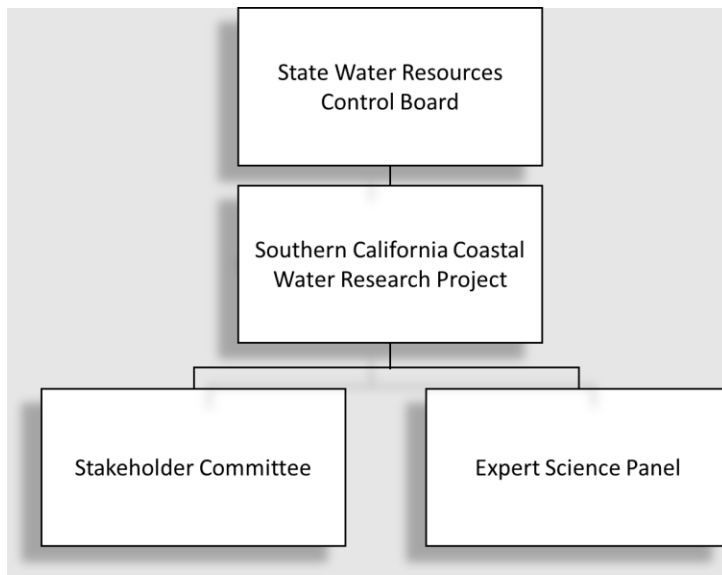 State Water Resources
Control Board
Southern California Coastal
Water Research Project
Stakeholder Committee
Expert Science Panel